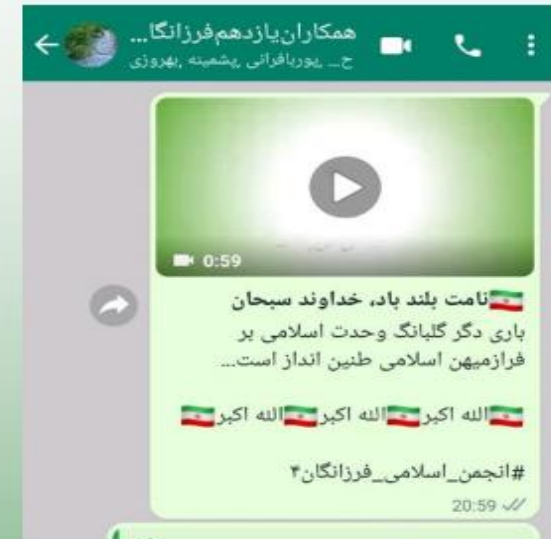 همکاران‌یازدهم‌فرزانگا...
ح__ ,پوربافرانی ,پشمینه ,بهروزی
0:59
🇮🇷نامت بلند باد، خداوند سبحان
باری دگر گلبانگ وحدت اسلامی بر
فرازمیهن اسلامی طنین انداز است...
🇮🇷الله اکبر🇮🇷الله اکبر🇮🇷الله اکبر🇮🇷
#انجمن_اسلامی_فرزانگان۴
20:59